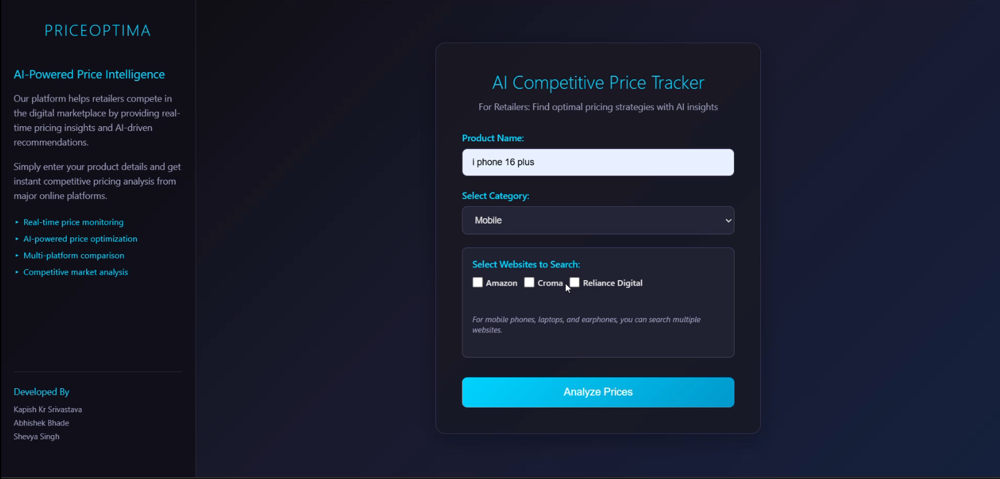 PRICEOPTIMA
AI-Powered Price Intelligence
Our platform helps retailers compete in
the digital marketplace by providing real-
time pricing insights and AI-driven
recommendations.
Simply enter your product details and get
instant competitive pricing analysis from
major online platforms.
‣ Real-time price monitoring
‣ AI-powered price optimization
‣ Multi-platform comparison
‣ Competitive market analysis
Developed By
Kapish Kr Srivastava
Abhishek Bhade
Shevya Singh
AI Competitive Price Tracker
For Retailers: Find optimal pricing strategies with AI insights
Product Name:
i phone 16 plus
Select Category:
Mobile
Select Websites to Search:
Amazon Croma Reliance Digital
For mobile phones, laptops, and earphones, you can search multiple
websites.
Analyze Prices